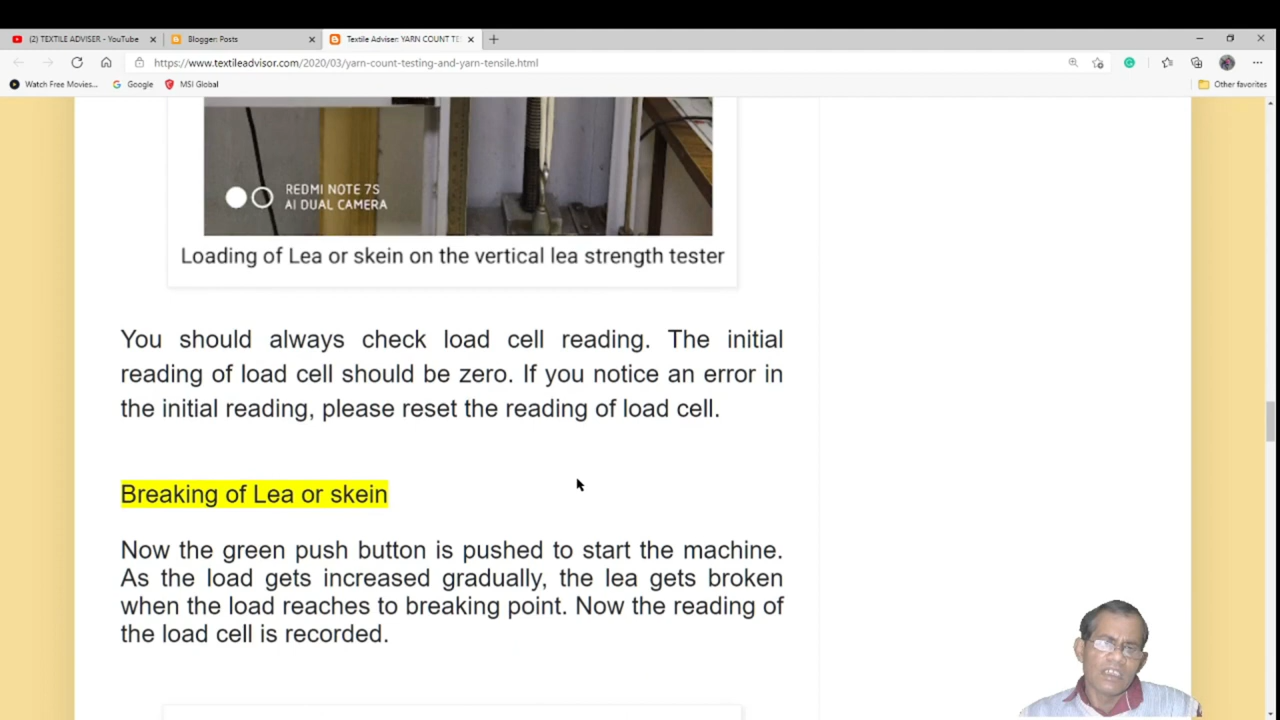 (2) TEXTILE ADVISER - YouTube
Blogger: Posts
Textile Adviser: YARN COUNT TE
https://www.textileadvisor.com/2020/03/yarn-count-testing-and-yarn-tensile.html
Watch Free Movies...
Google
MSI Global
Other favorites
REDMI NOTE 7S
AI DUAL CAMERA
Loading of Lea or skein on the vertical lea strength tester
You should always check load cell reading. The initial
reading of load cell should be zero. If you notice an error in
the initial reading, please reset the reading of load cell.
Breaking of Lea or skein
Now the green push button is pushed to start the machine.
As the load gets increased gradually, the lea gets broken
when the load reaches to breaking point. Now the reading of
the load cell is recorded.